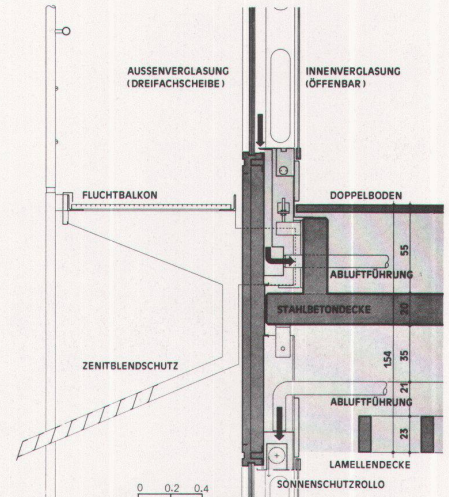 AUSSENVERGLASUNG
(DREIFACHSCHEIBE)
INNENVERGLASUNG
(ÖFFENBAR)
FLUCHTBALKON
DOPPELBODEN
55
ABLUFTFÜHRUNG
STAHLBETONDECKE
20
ZENITBLENDSCHUTZ
154
35
21
ABLUFTFÜHRUNG
23
LAMELLENDECKE
SONNENSCHUTZROLLO
0 0.2 0.4